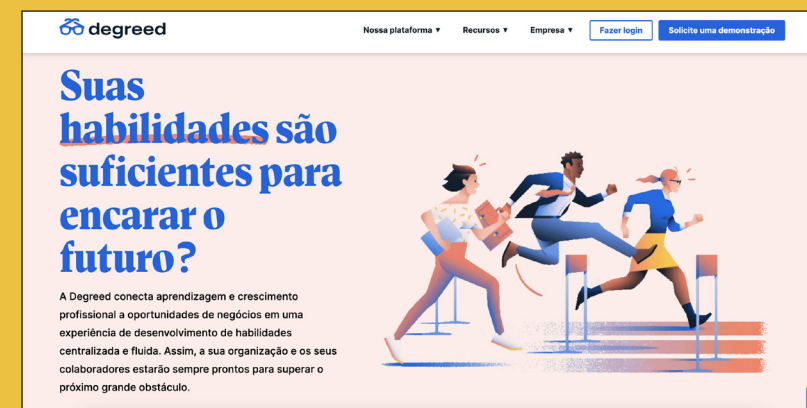 degreed
Nossa plataforma ▼ Recursos ▼ Empresa ▼ Fazer login Solicite uma demonstração
Suas
habilidades são
suficientes para
encarar o
futuro?
A Degreed conecta aprendizagem e crescimento
profissional a oportunidades de negócios em uma
experiência de desenvolvimento de habilidades
centralizada e fluida. Assim, a sua organização e os seus
colaboradores estarão sempre prontos para superar o
próximo grande obstáculo.